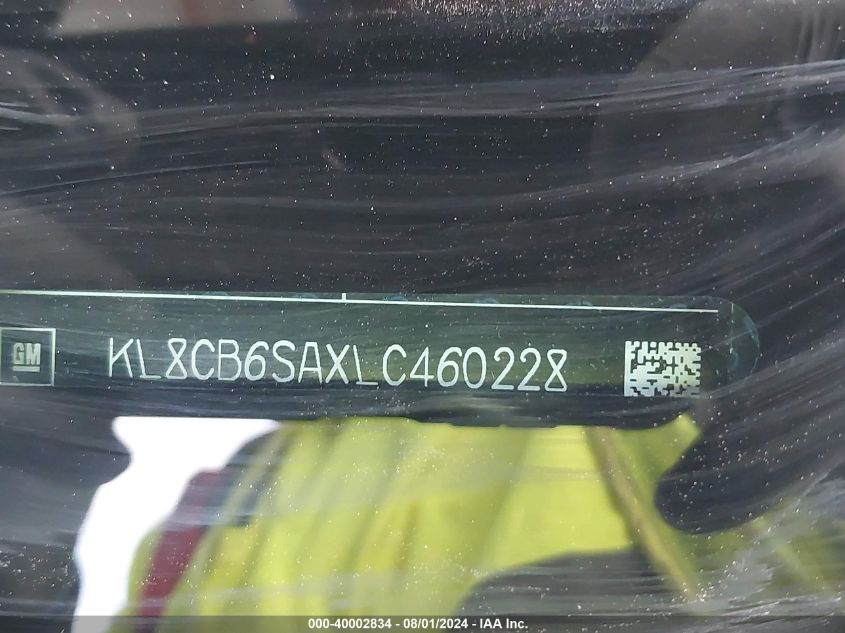 GM KL8CB6SAXLC460228
000-40002834 - 08/01/2024 - IAA Inc.